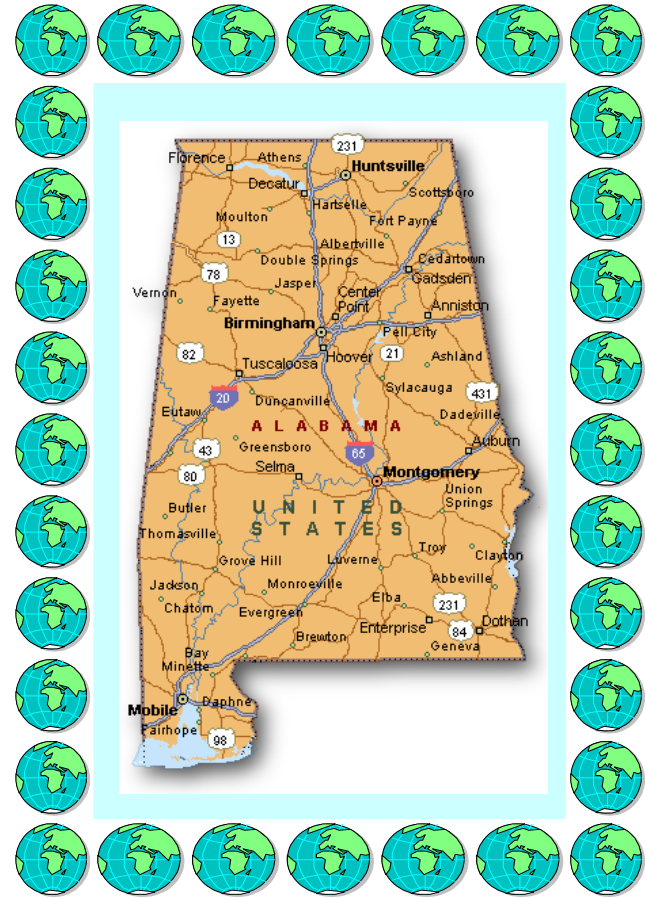 231
Florence
Athens
Huntsville
Decatur
Scottsboro
Hartselle
Moulton
Fort Payne
13
Albertville
Double Springs
Cedartown
78
Gadsden
Jasper
Vernon
Center
Point
Fayette
Anniston
Birmingham
Pell City
82
Hoover
21
Ashland
Tuscaloosa
Sylacauga
431
20
Duncanville
Eutaw
Dadeville
ALABAMA
Auburn
43
Greensboro
65
Selma
Montgomery
80
Union
Springs
Butler
UNITED
STATES
Thomasville
Troy
Clayton
Grove Hill
Luverne
Abbeville
Jackson
Monroeville
Elba
Chatom
231
Evergreen
Enterprise
84
Dothan
Brewton
Geneva
Bay
Minette
Mobile
Daphne
Fairhope
98